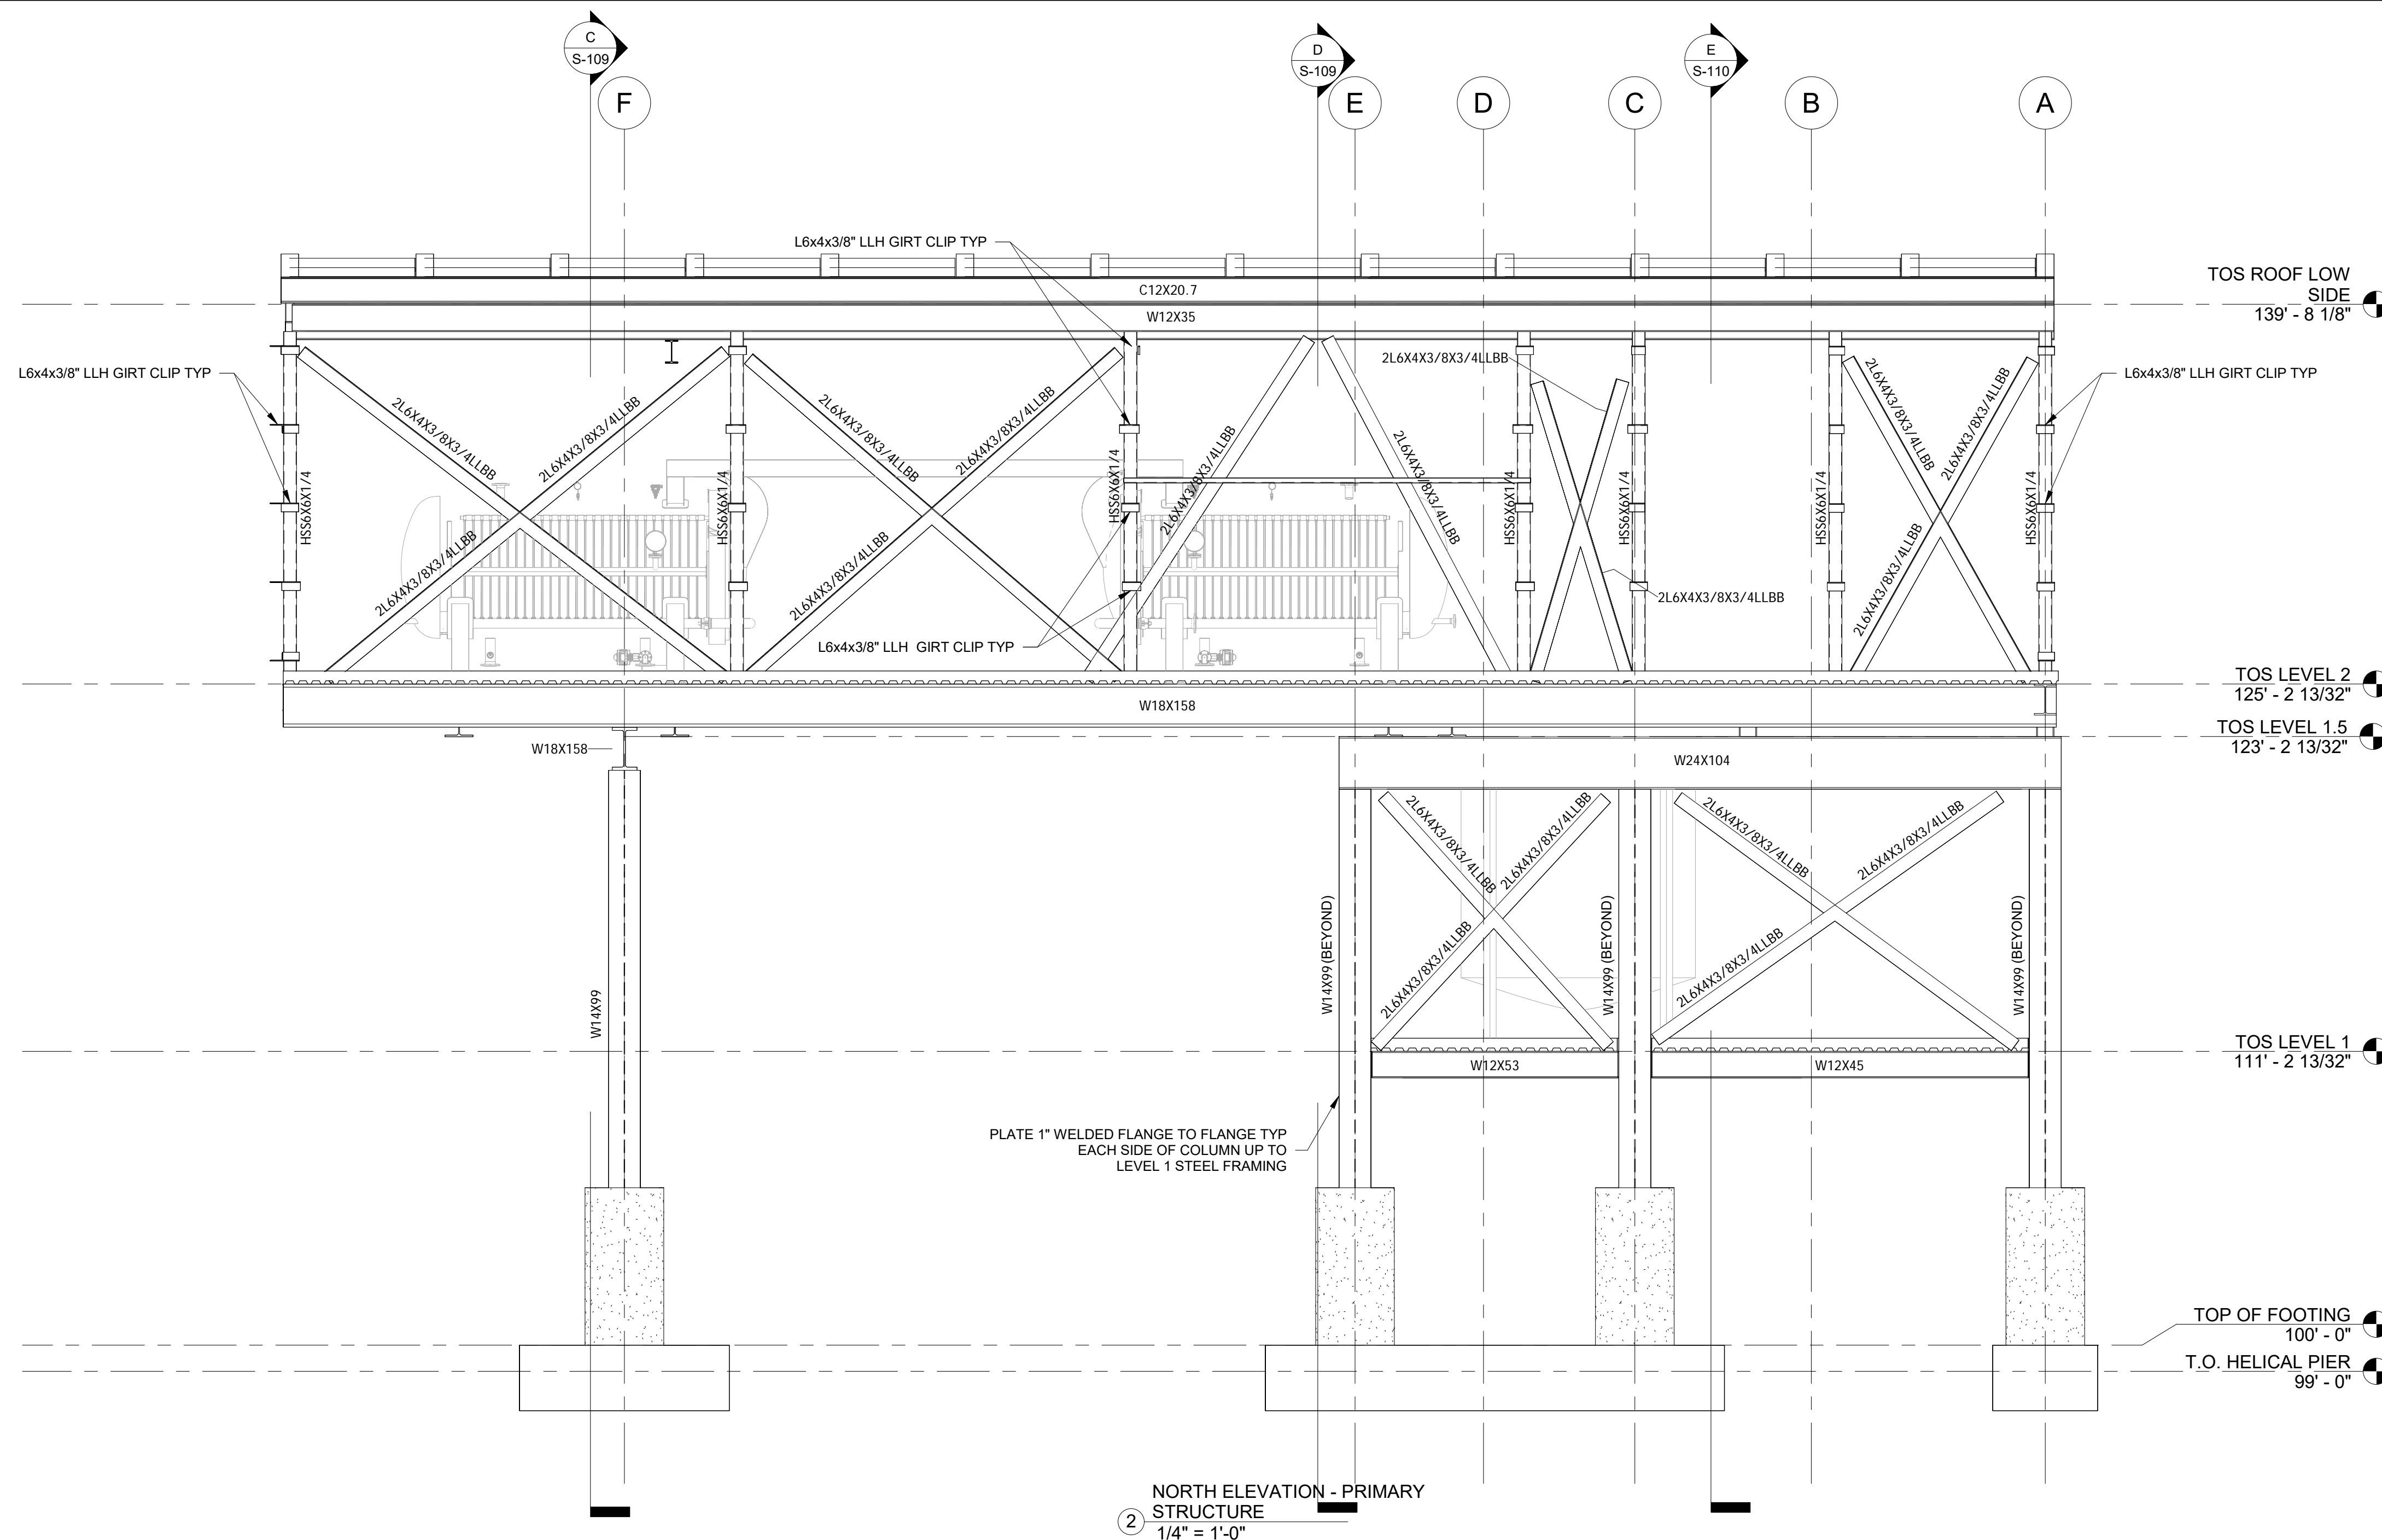 C
S-109
D
S-109
E
S-110
F
E
D
C
B
A
L6x4x3/8" LLH GIRT CLIP TYP
C12X20.7
W12X35
TOS ROOF LOW
SIDE
139' - 8 1/8"
L6x4x3/8" LLH GIRT CLIP TYP
2L6X4X3/8X3/4LLBB
L6x4x3/8" LLH GIRT CLIP TYP
2L6X4X3/8X3/4LLBB
2L6X4X3/8X3/4LLBB
2L6X4X3/8X3/4LLBB
2L6X4X3/8X3/4LLBB
2L6X4X3/8X3/4LLBB
2L6X4X3/8X3/4LLBB
2L6X4X3/8X3/4LLBB
2L6X4X3/8X3/4LLBB
HSS6X6X1/4
HSS6X6X1/4
HSS6X6X1/4
HSS6X6X1/4
HSS6X6X1/4
HSS6X6X1/4
HSS6X6X1/4
2L6X4X3/8X3/4LLBB
2L6X4X3/8X3/4LLBB
2L6X4X3/8X3/4LLBB
2L6X4X3/8X3/4LLBB
2L6X4X3/8X3/4LLBB
L6x4x3/8" LLH  GIRT CLIP TYP
TOS LEVEL 2
125' - 2 13/32"
W18X158
TOS LEVEL 1.5
123' - 2 13/32"
W18X158
W24X104
2L6X4X3/8X3/4LLBB
2L6X4X3/8X3/4LLBB
2L6X4X3/8X3/4LLBB
2L6X4X3/8X3/4LLBB
W14X99 (BEYOND)
W14X99 (BEYOND)
W14X99 (BEYOND)
2L6X4X3/8X3/4LLBB
2L6X4X3/8X3/4LLBB
W14X99
TOS LEVEL 1
111' - 2 13/32"
W12X53
W12X45
PLATE 1" WELDED FLANGE TO FLANGE TYP
EACH SIDE OF COLUMN UP TO
LEVEL 1 STEEL FRAMING
TOP OF FOOTING
100' - 0"
T.O. HELICAL PIER
99' - 0"
NORTH ELEVATION - PRIMARY
STRUCTURE
2
1/4" = 1'-0"